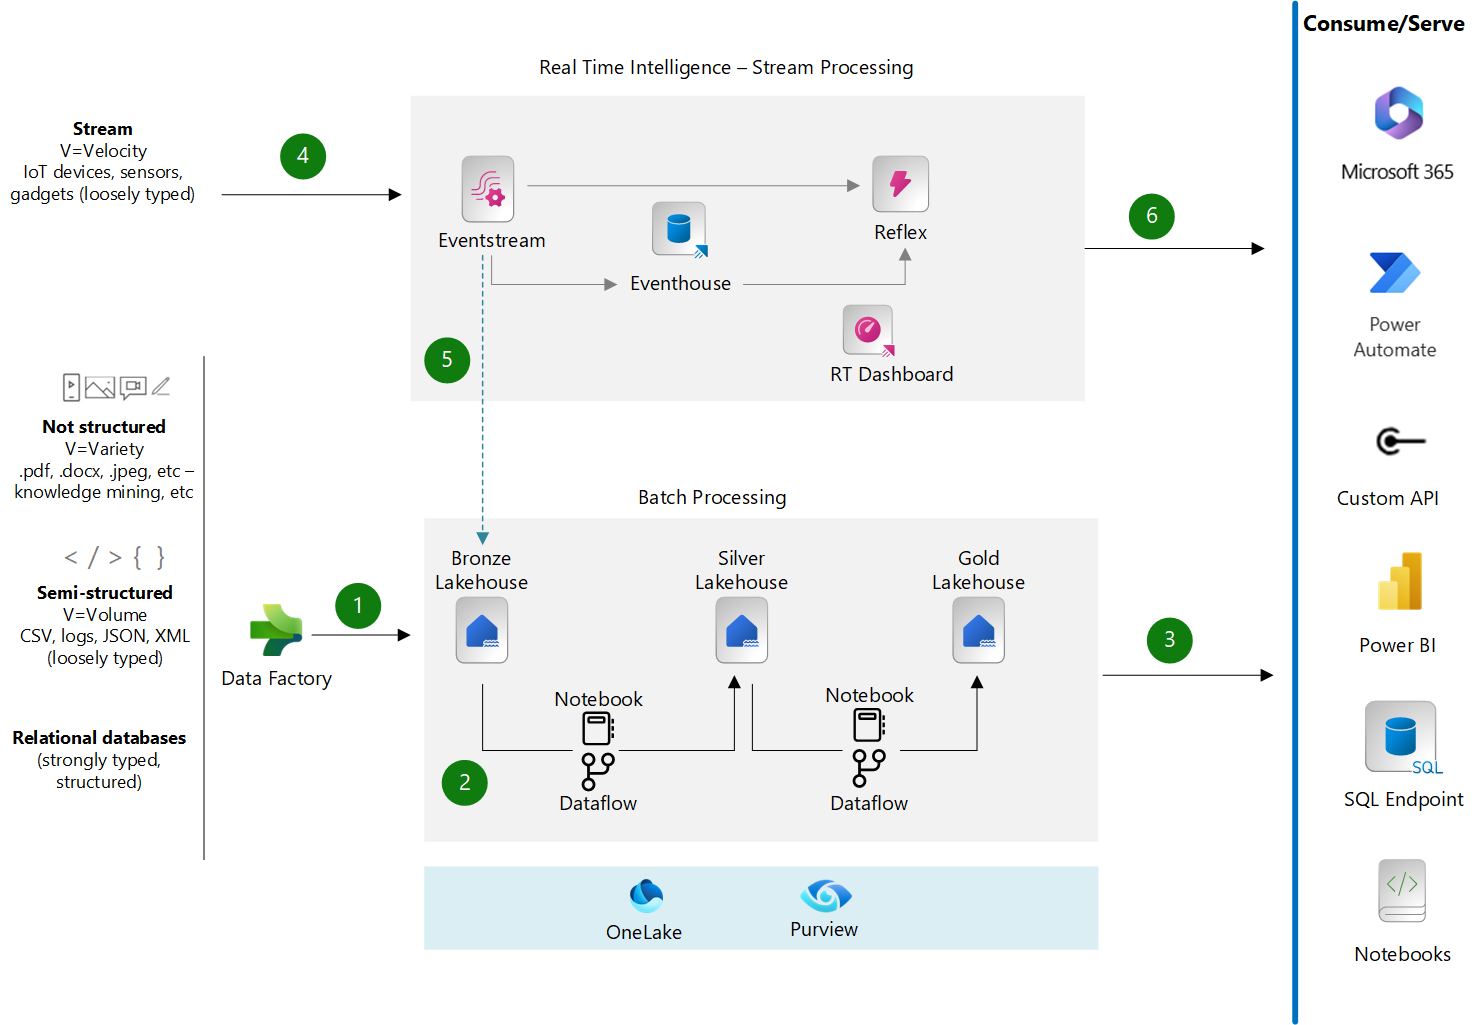 Consume/Serve
Real Time Intelligence – Stream Processing
Stream
V=Velocity
IoT devices, sensors,
gadgets (loosely typed)
4
Eventstream
Eventhouse
Reflex
RT Dashboard
6
5
Not structured
V=Variety
.pdf, .docx, .jpeg, etc –
knowledge mining, etc
</> { }
Semi-structured
V=Volume
CSV, logs, JSON, XML
(loosely typed)
Relational databases
(strongly typed,
structured)
Data Factory
1
Batch Processing
Bronze
Lakehouse
Silver
Lakehouse
Gold
Lakehouse
Notebook
Dataflow
Notebook
Dataflow
2
3
OneLake
Purview
Microsoft 365
Power
Automate
Custom API
Power BI
SQL
SQL Endpoint
</>
Notebooks